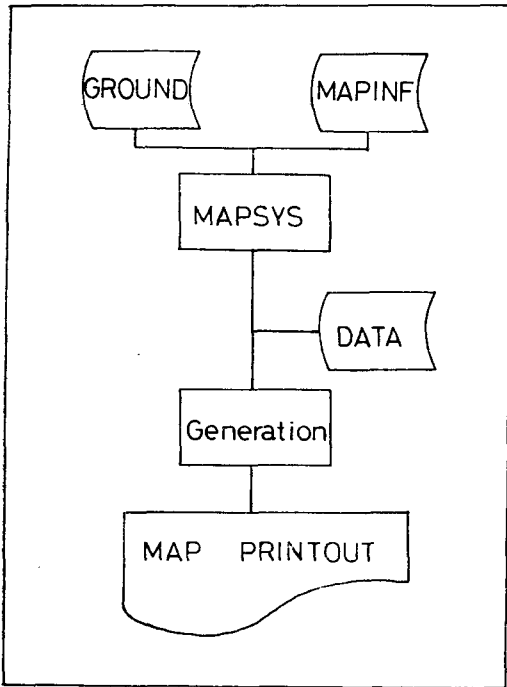 GROUND
MAPINF
MAPSYS
DATA
Generation
MAP PRINTOUT